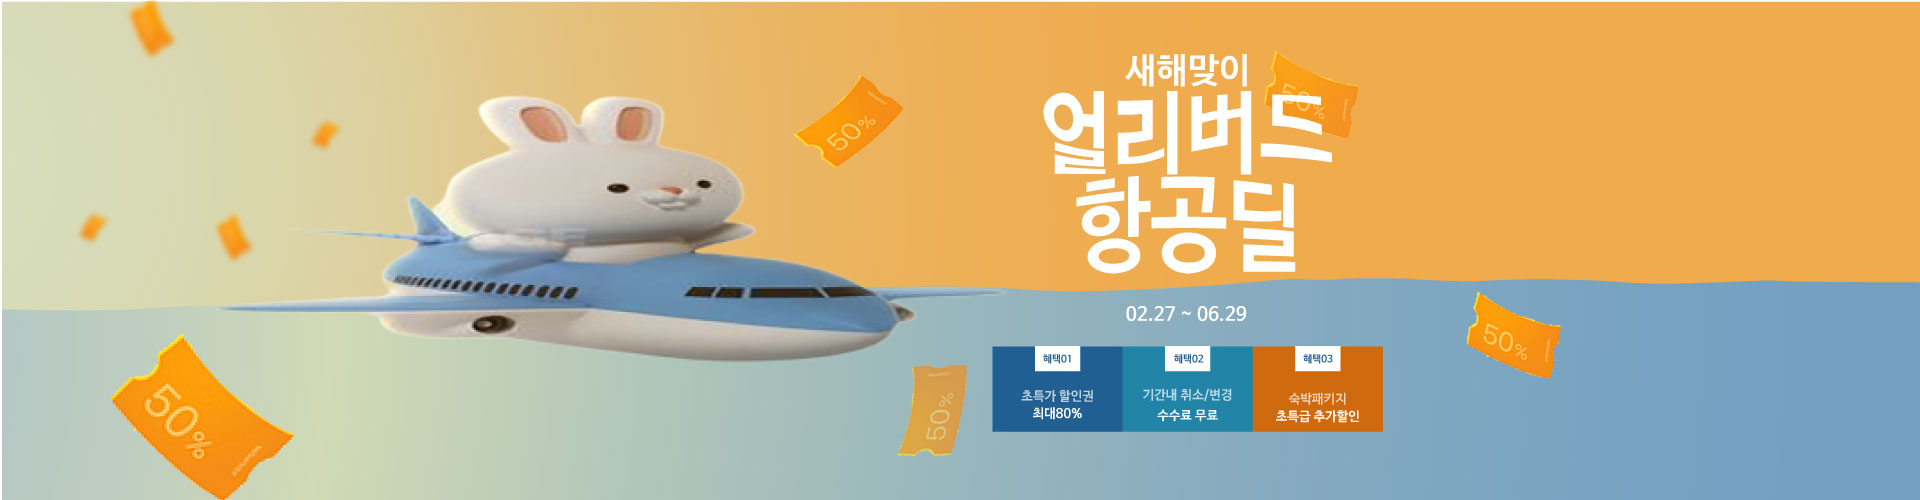 새해맞이
얼리버드
항공딜
02.27 ~ 06.29
혜택01
초특가 할인권
최대80%
혜택02
기간내 취소/변경
수수료 무료
혜택03
숙박패키지
초특급 추가할인
50%
50%
50%
50%
50%